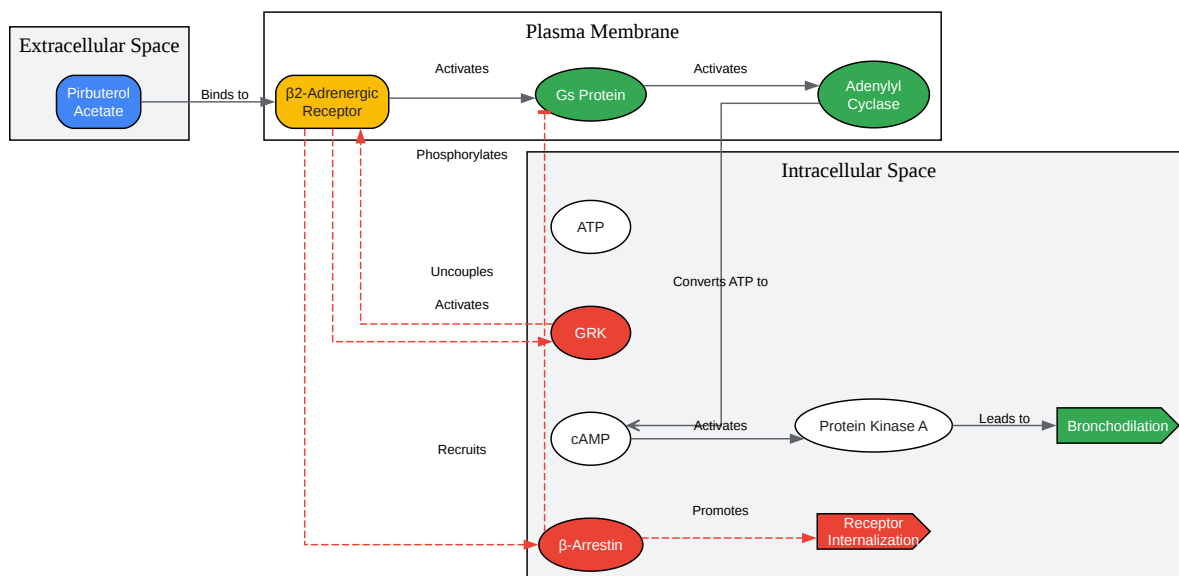 Extracellular Space
Plasma Membrane
Pirbuterol
Acetate
Binds to
β2-Adrenergic
Receptor
Activates
Gs Protein
Activates
Adenylyl
Cyclase
Phosphorylates
Intracellular Space
ATP
Uncouples
Converts ATP to
Activates
GRK
Recruits
cAMP
Activates
Protein Kinase A
Leads to
Bronchodilation
β-Arrestin
Promotes
Receptor
Internalization